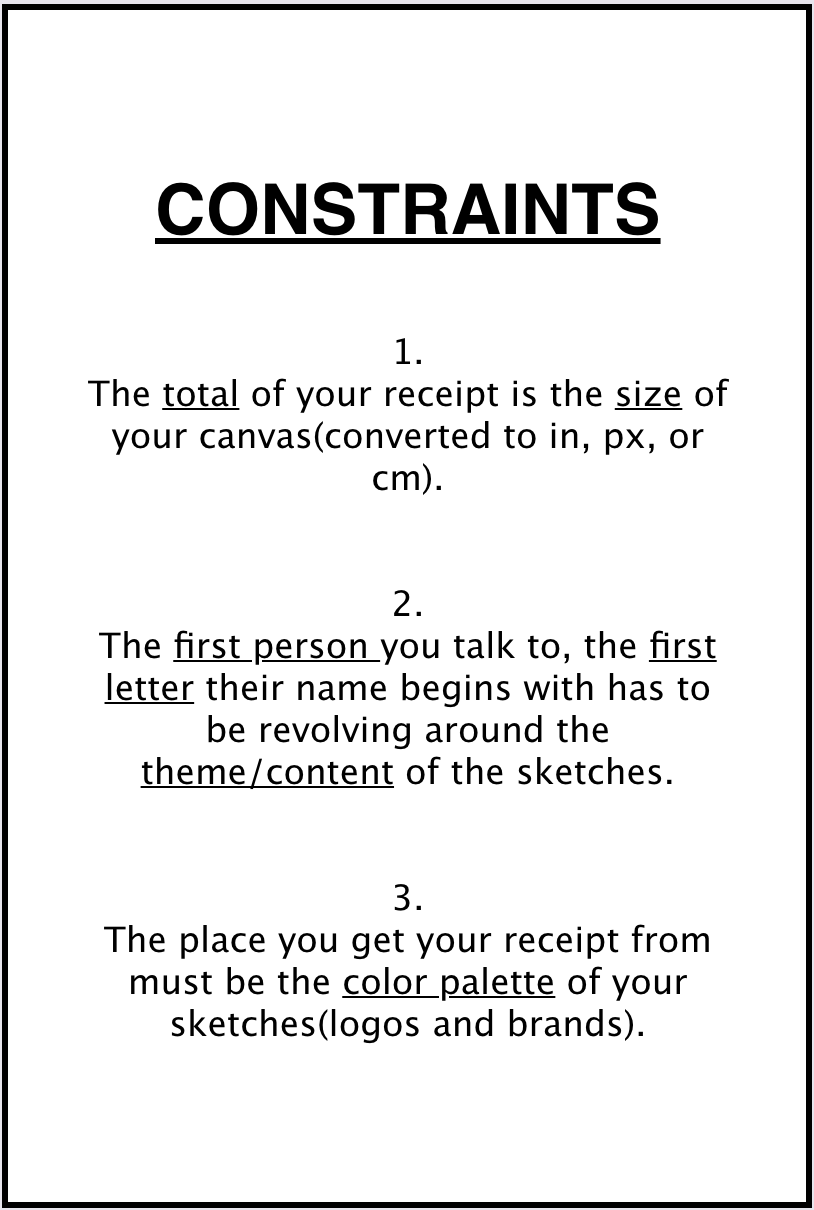 CONSTRAINTS
1.
The total of your receipt is the size of
your canvas(converted to in, px, or
cm).
2.
The first person you talk to, the first
letter their name begins with has to
be revolving around the
theme/content of the sketches.
3.
The place you get your receipt from
must be the color palette of your
sketches(logos and brands).